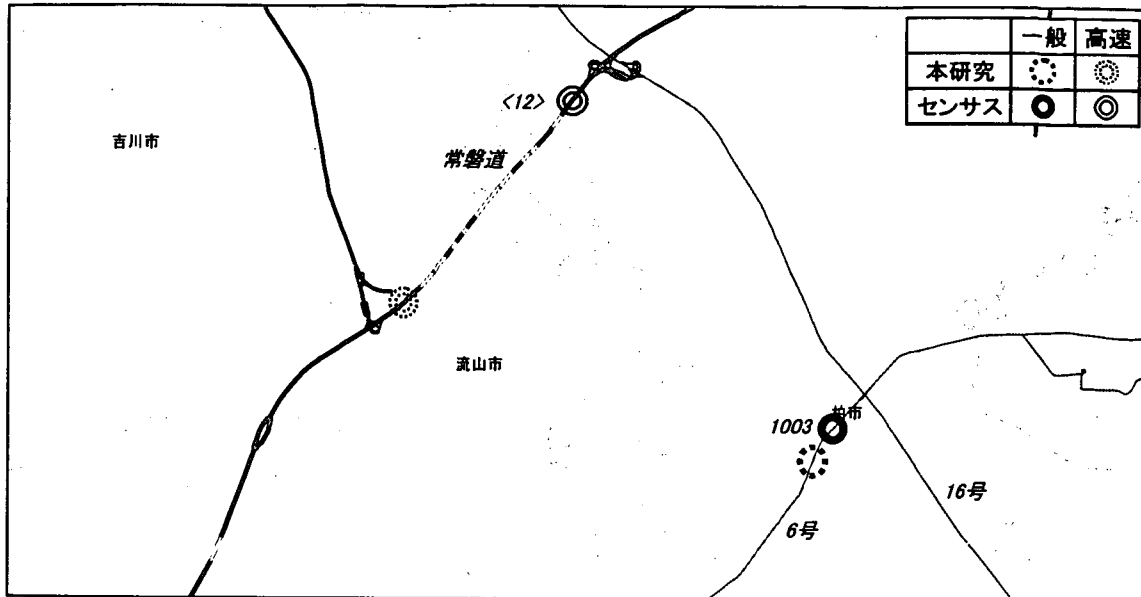 一般 高速
本研究
センサス
<12>
常磐道
吉川市
流山市
柏市
1003
16号
6号